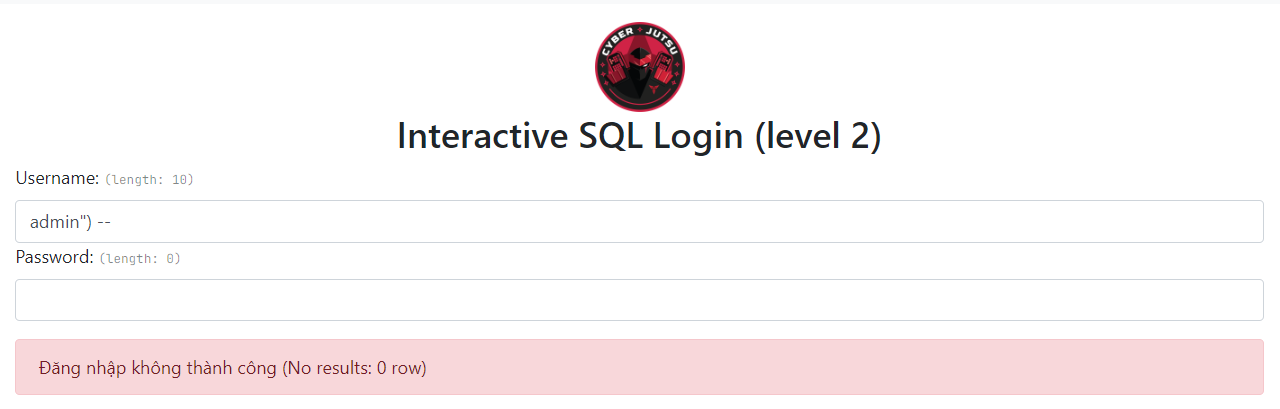 CYBER JUTSU
Interactive SQL Login (level 2)
Username: (length: 10)
admin") --
Password: (length: 0)
Đăng nhập không thành công (No results: 0 row)